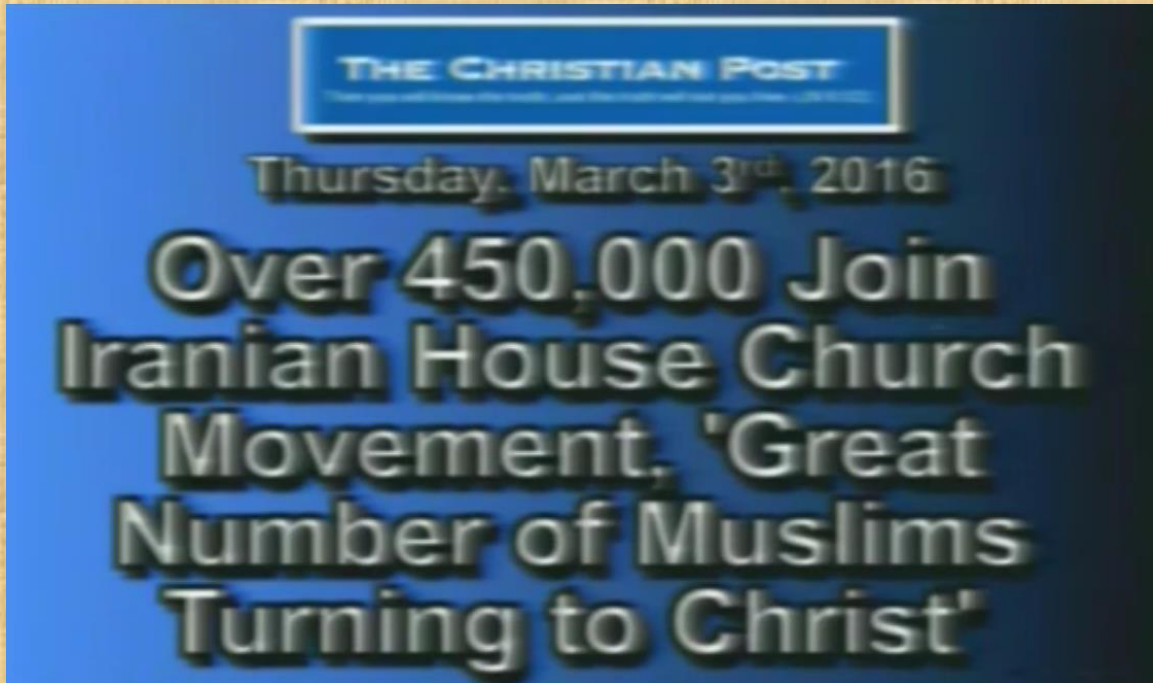 THE CHRISTIAN POST
Thursday, March 3rd, 2016
Over 450,000 Join
Iranian House Church
Movement, 'Great
Number of Muslims
Turning to Christ'